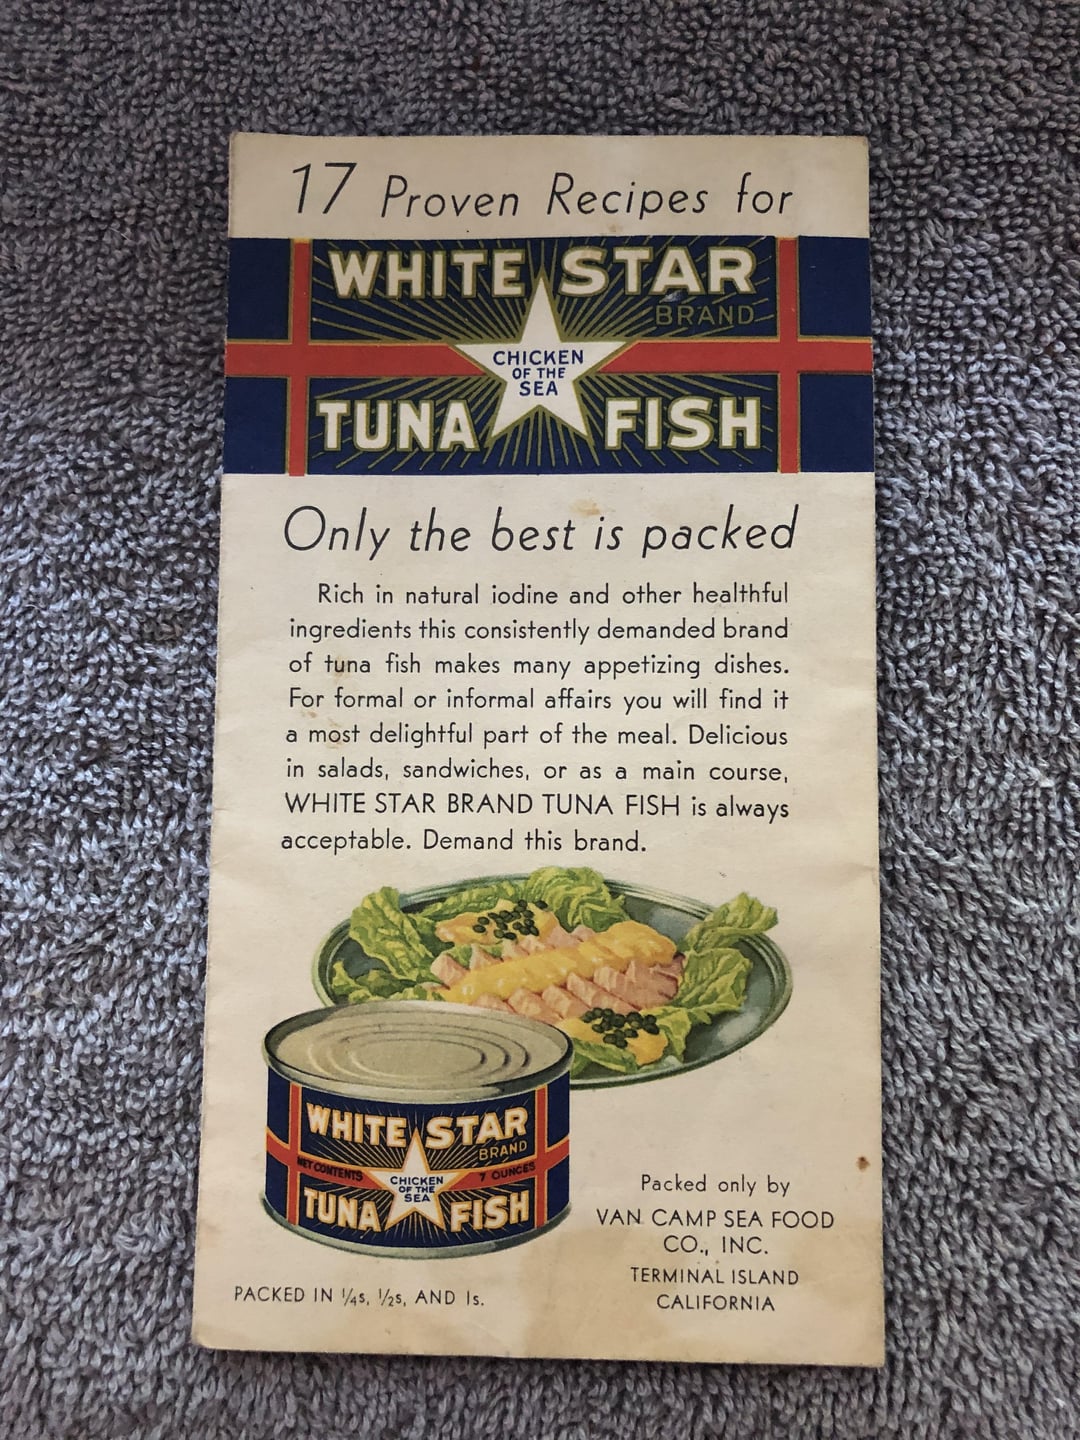 17 Proven Recipes for
WHITE STAR
BRAND
CHICKEN
OF THE
SEA
TUNA FISH
Only the best is packed
Rich in natural iodine and other healthful
ingredients this consistently demanded brand
of tuna fish makes many appetizing dishes.
For formal or informal affairs you will find it
a most delightful part of the meal. Delicious
in salads, sandwiches, or as a main course,
WHITE STAR BRAND TUNA FISH is always
acceptable. Demand this brand.
WHITE STAR
BRAND
NET CONTENTS 7 OUNCES
CHICKEN
OF THE
SEA
TUNA FISH
Packed only by
VAN CAMP SEA FOOD
CO., INC.
TERMINAL ISLAND
CALIFORNIA
PACKED IN ¼s, ½s, AND 1s.